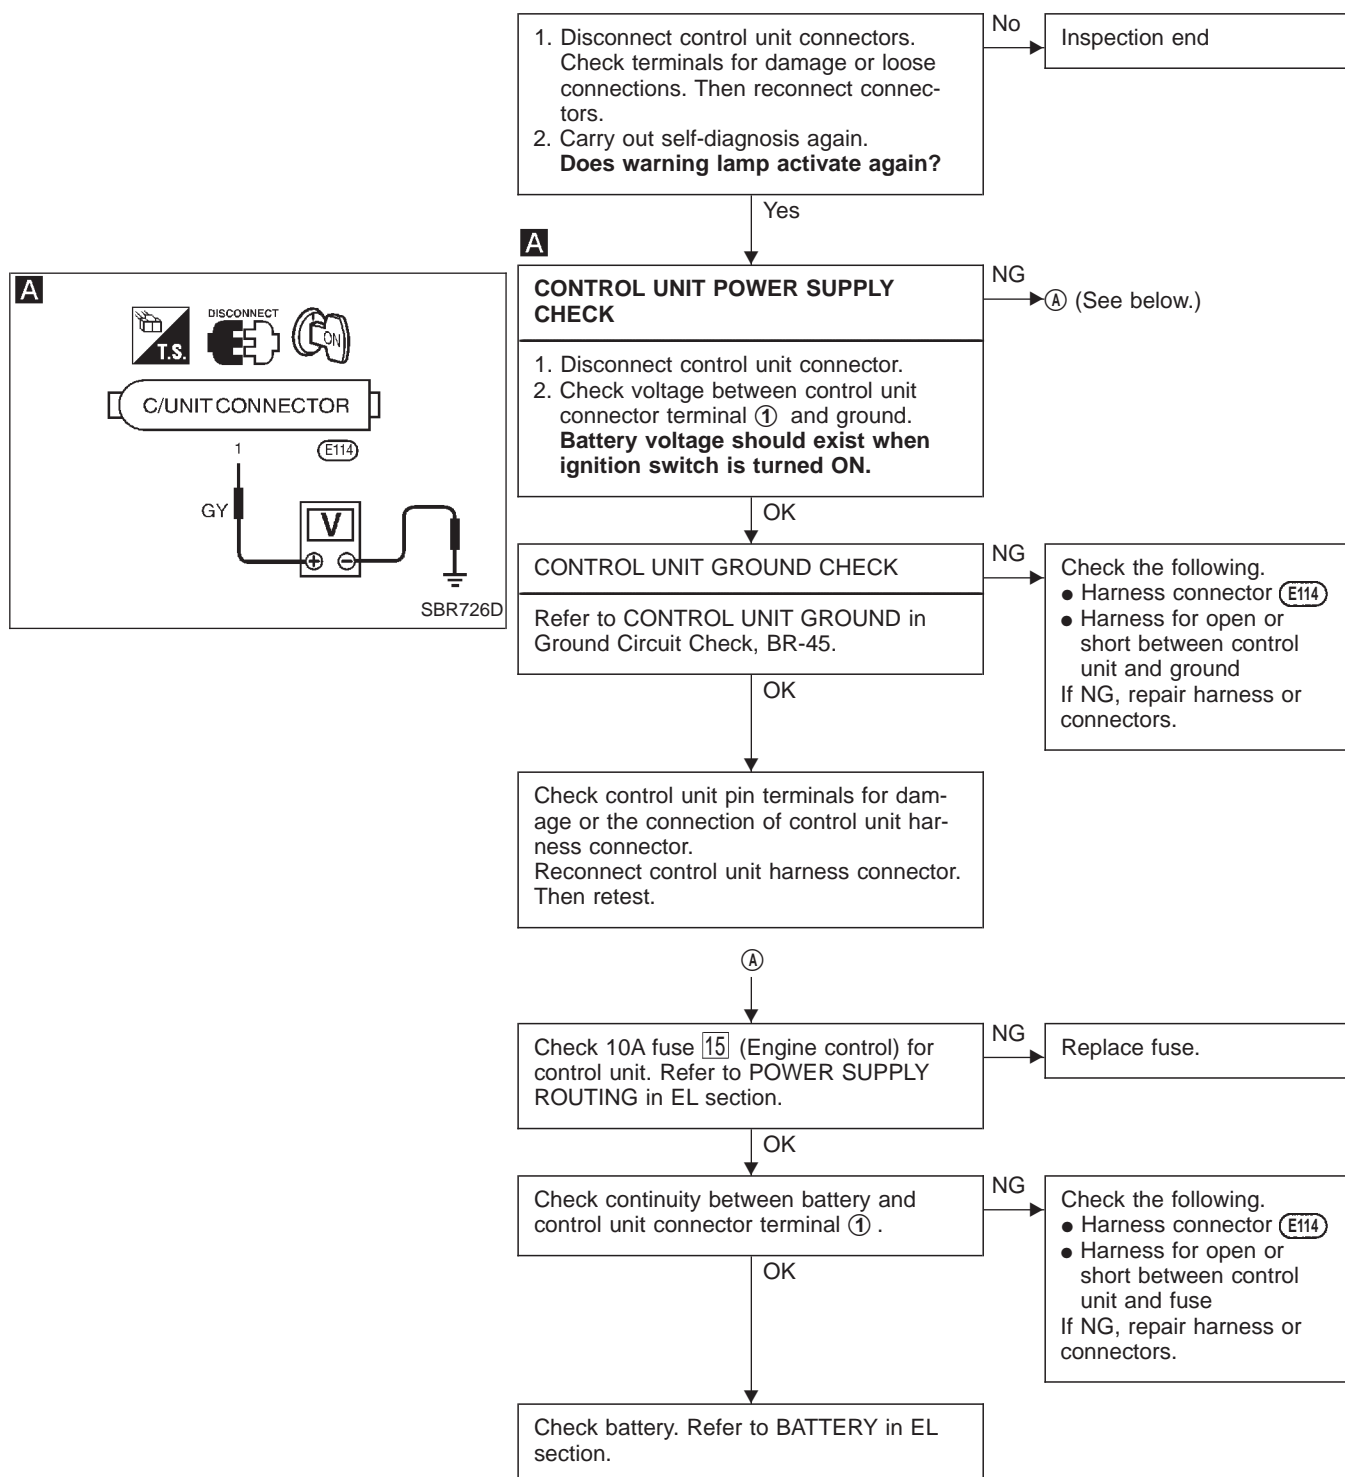 1. Disconnect control unit connectors.
Check terminals for damage or loose
connections. Then reconnect connec-
tors.
2. Carry out self-diagnosis again.
Does warning lamp activate again?
No
Inspection end
Yes
A
CONTROL UNIT POWER SUPPLY
CHECK
1. Disconnect control unit connector.
2. Check voltage between control unit
connector terminal ① and ground.
Battery voltage should exist when
ignition switch is turned ON.
NG
Ⓐ (See below.)
A
T.S.
DISCONNECT
ON
C/UNIT CONNECTOR
1
E114
GY
V
⊕ ⊖
SBR726D
OK
CONTROL UNIT GROUND CHECK
Refer to CONTROL UNIT GROUND in
Ground Circuit Check, BR-45.
NG
Check the following.
● Harness connector E114
● Harness for open or
short between control
unit and ground
If NG, repair harness or
connectors.
OK
Check control unit pin terminals for dam-
age or the connection of control unit har-
ness connector.
Reconnect control unit harness connector.
Then retest.
Ⓐ
Check 10A fuse 15 (Engine control) for
control unit. Refer to POWER SUPPLY
ROUTING in EL section.
NG
Replace fuse.
OK
Check continuity between battery and
control unit connector terminal ① .
NG
Check the following.
● Harness connector E114
● Harness for open or
short between control
unit and fuse
If NG, repair harness or
connectors.
OK
Check battery. Refer to BATTERY in EL
section.